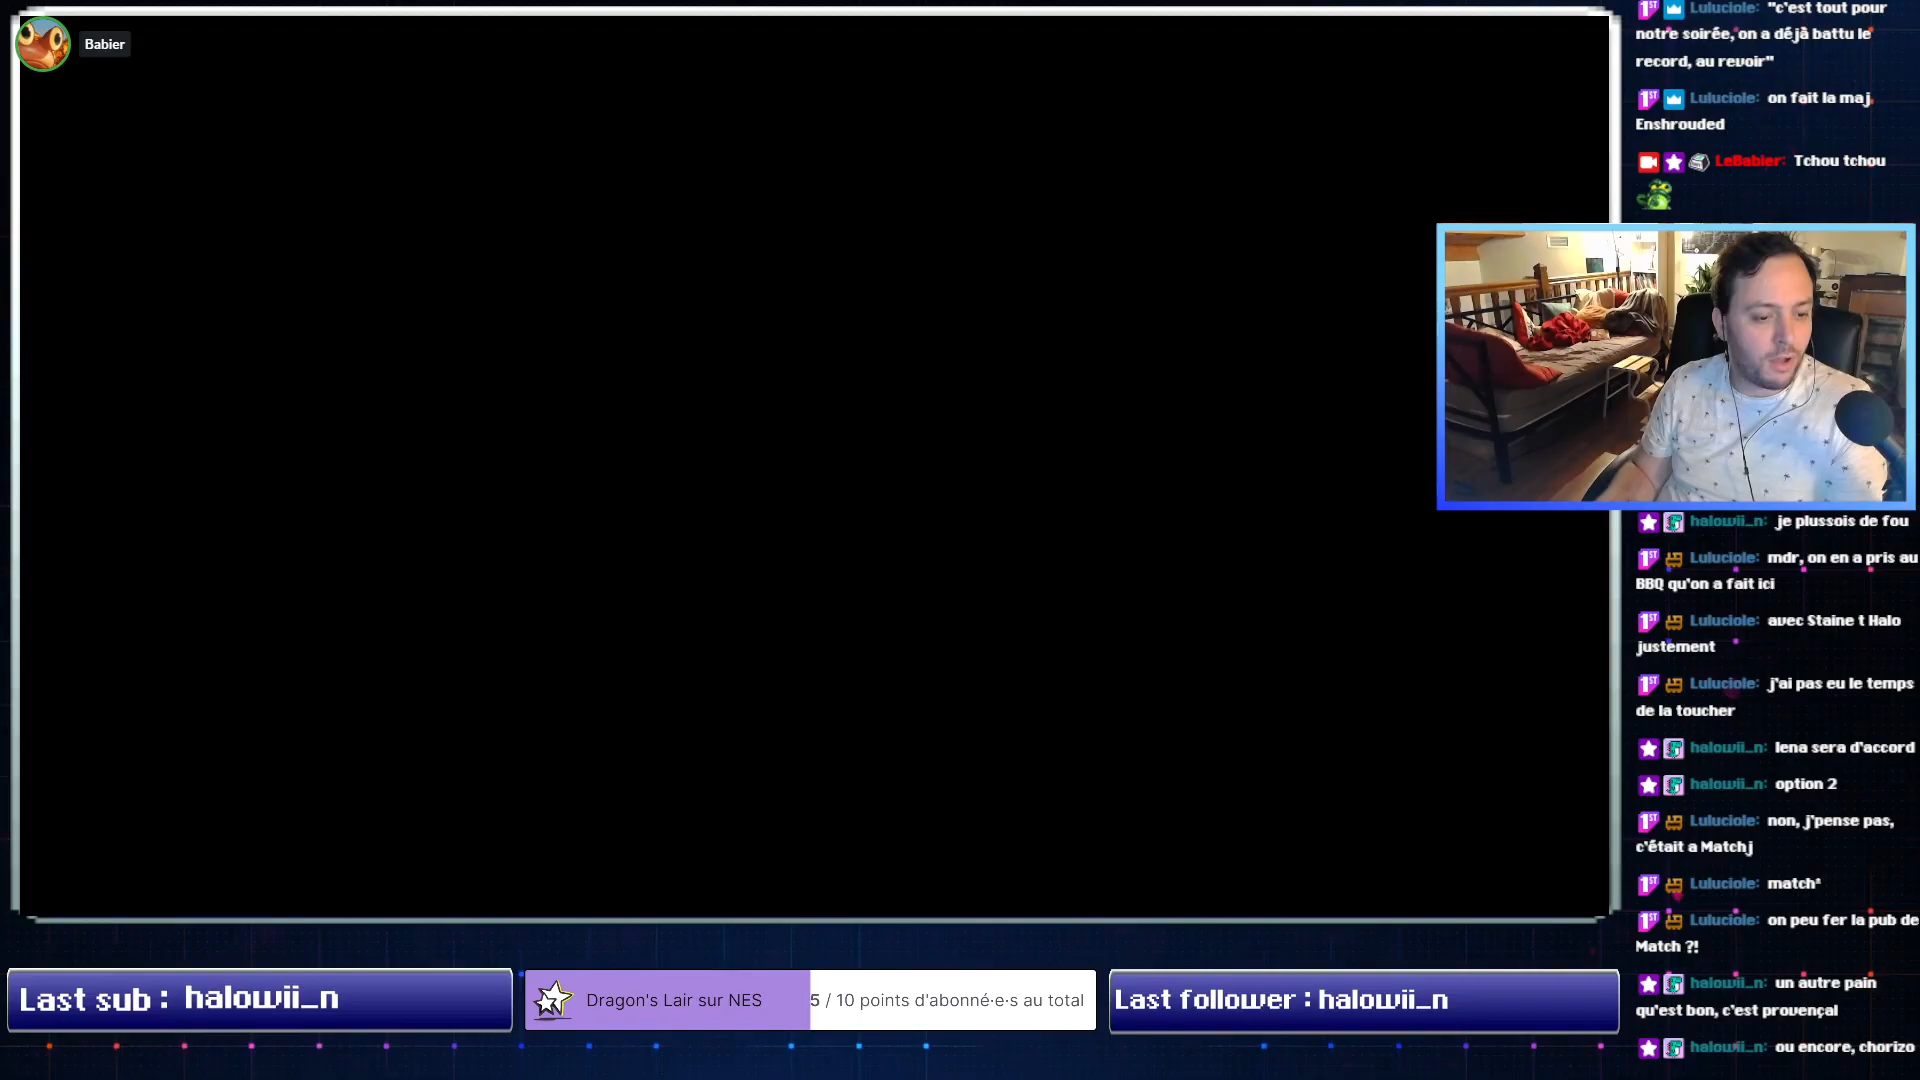 Babier
Luluciole: "c'est tout pour
notre soirée, on a déjà battu le
record, au revoir"
Luluciole: on fait la maj
Enshrouded
LeBabier: Tchou tchou
halowii_n: je plussois de fou
Luluciole: mdr, on en a pris au
BBQ qu'on a fait ici
Luluciole: avec Staine t Halo
justement
Luluciole: j'ai pas eu le temps
de la toucher
halowii_n: lena sera d'accord
halowii_n: option 2
Luluciole: non, j'pense pas,
c'était a Matchj
Luluciole: match*
Luluciole: on peu fer la pub de
Match ?!
halowii_n: un autre pain
qu'est bon, c'est provençal
halowii_n: ou encore, chorizo
Last sub : halowii_n
Dragon's Lair sur NES 5 / 10 points d'abonné·e·s au total
Last follower : halowii_n